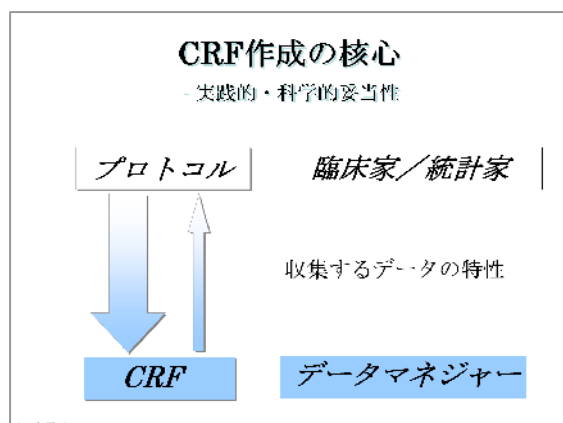 CRF作成の核心
- 実践的・科学的妥当性
プロトコル
臨床家／統計家
収集するデータの特性
CRF
データマネジャー